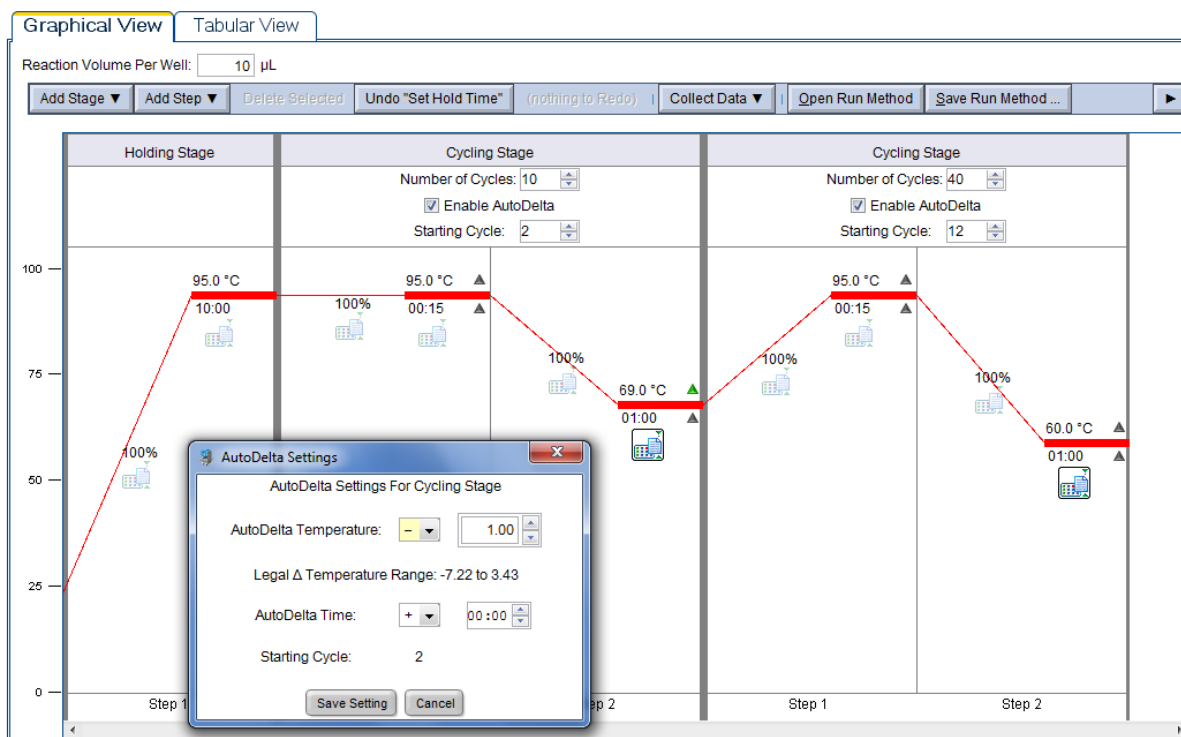 Graphical View Tabular View
Reaction Volume Per Well: 10 µL
Add Stage ▼ Add Step ▼ Delete Selected Undo "Set Hold Time" (nothing to Redo) Collect Data ▼ Open Run Method Save Run Method ...
Holding Stage Cycling Stage Cycling Stage
Number of Cycles: 10 Number of Cycles: 40
Enable AutoDelta Enable AutoDelta
Starting Cycle: 2 Starting Cycle: 12
100
95.0 °C 95.0 °C 95.0 °C
10:00 100% 00:15 00:15
100% 100% 100%
75
69.0 °C
01:00
60.0 °C
01:00
100%
50
25
0
AutoDelta Settings
AutoDelta Settings For Cycling Stage
AutoDelta Temperature: − 1.00
Legal Δ Temperature Range: -7.22 to 3.43
AutoDelta Time: + 00:00
Starting Cycle: 2
Save Setting Cancel
Step 1 ep 2 Step 1 Step 2